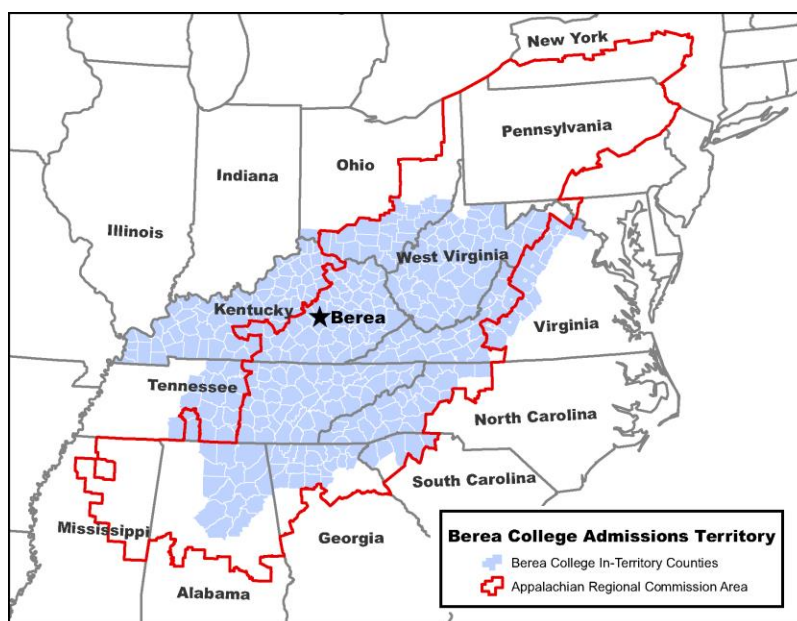 New York
Pennsylvania
Ohio
Indiana
Illinois
West Virginia
Kentucky
Berea
Virginia
Tennessee
North Carolina
South Carolina
Mississippi
Georgia
Alabama
Berea College Admissions Territory
Berea College In-Territory Counties
Appalachian Regional Commission Area